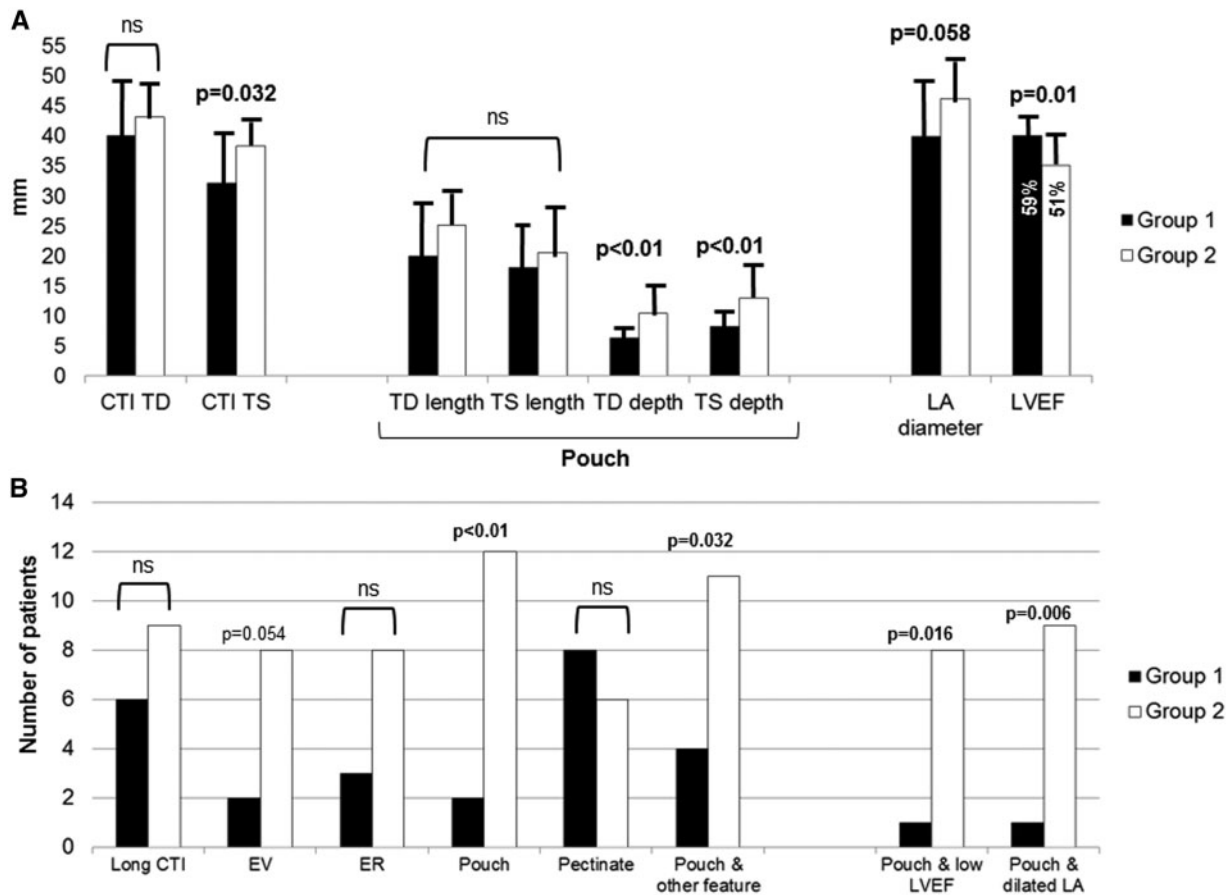 A
ns
p=0.032
ns
p<0.01
p<0.01
p=0.058
p=0.01
55
50
45
40
35
30
25
20
15
10
5
0
mm
59%
51%
Group 1
Group 2
CTI TD
CTI TS
TD length
TS length
TD depth
TS depth
LA
diameter
LVEF
Pouch
B
14
12
10
8
6
4
2
0
Number of patients
ns
p=0.054
ns
p<0.01
ns
p=0.032
p=0.016
p=0.006
Group 1
Group 2
Long CTI
EV
ER
Pouch
Pectinate
Pouch &
other feature
Pouch & low
LVEF
Pouch &
dilated LA